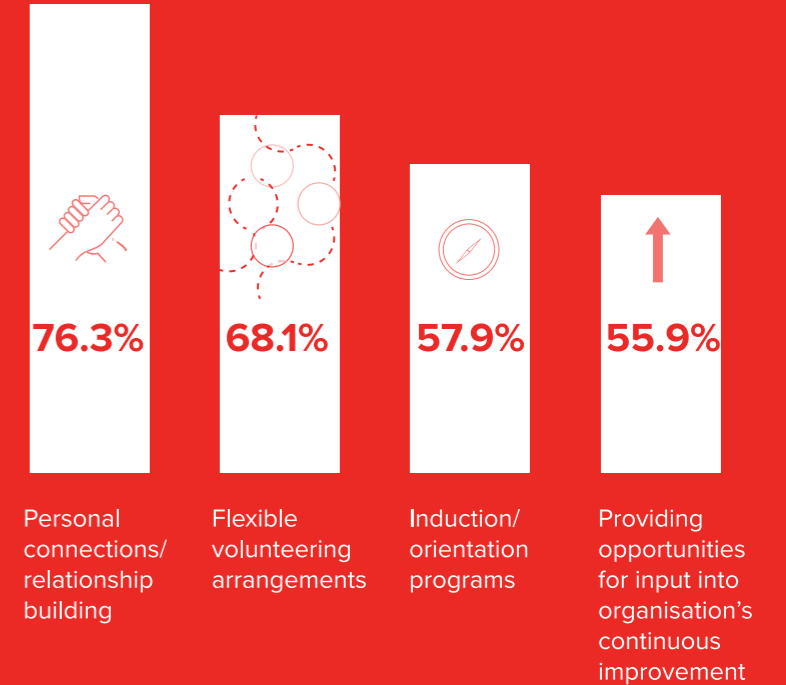 76.3%
68.1%
57.9%
55.9%
Personal
connections/
relationship
building
Flexible
volunteering
arrangements
Induction/
orientation
programs
Providing
opportunities
for input into
organisation’s
continuous
improvement